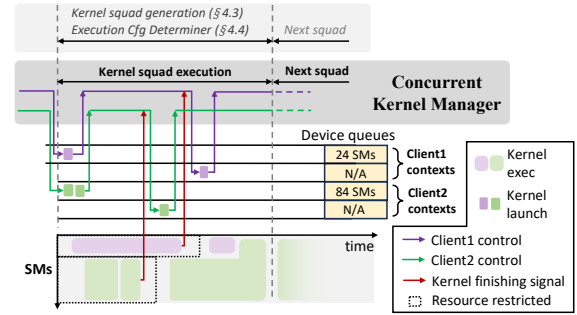 Kernel squad generation (§4.3)
Execution Cfg Determiner (§4.4)
Next squad
Kernel squad execution
Next squad
Concurrent
Kernel Manager
Device queues
24 SMs
N/A
84 SMs
N/A
Client1
contexts
Client2
contexts
Kernel
exec
Kernel
launch
time
SMs
Client1 control
Client2 control
Kernel finishing signal
Resource restricted